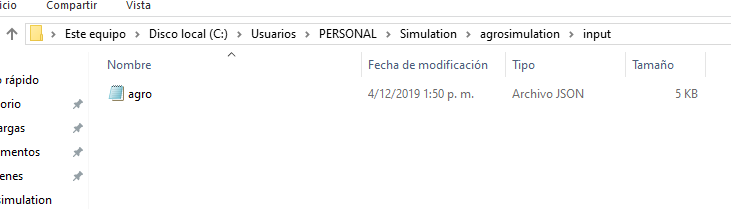 icio Compartir Vista
Este equipo > Disco local (C:) > Usuarios > PERSONAL > Simulation > agrosimulation > input
Nombre Fecha de modificación Tipo Tamaño
agro 4/12/2019 1:50 p. m. Archivo JSON 5 KB
o rápido
orio
argas
mentos
enes
simulation